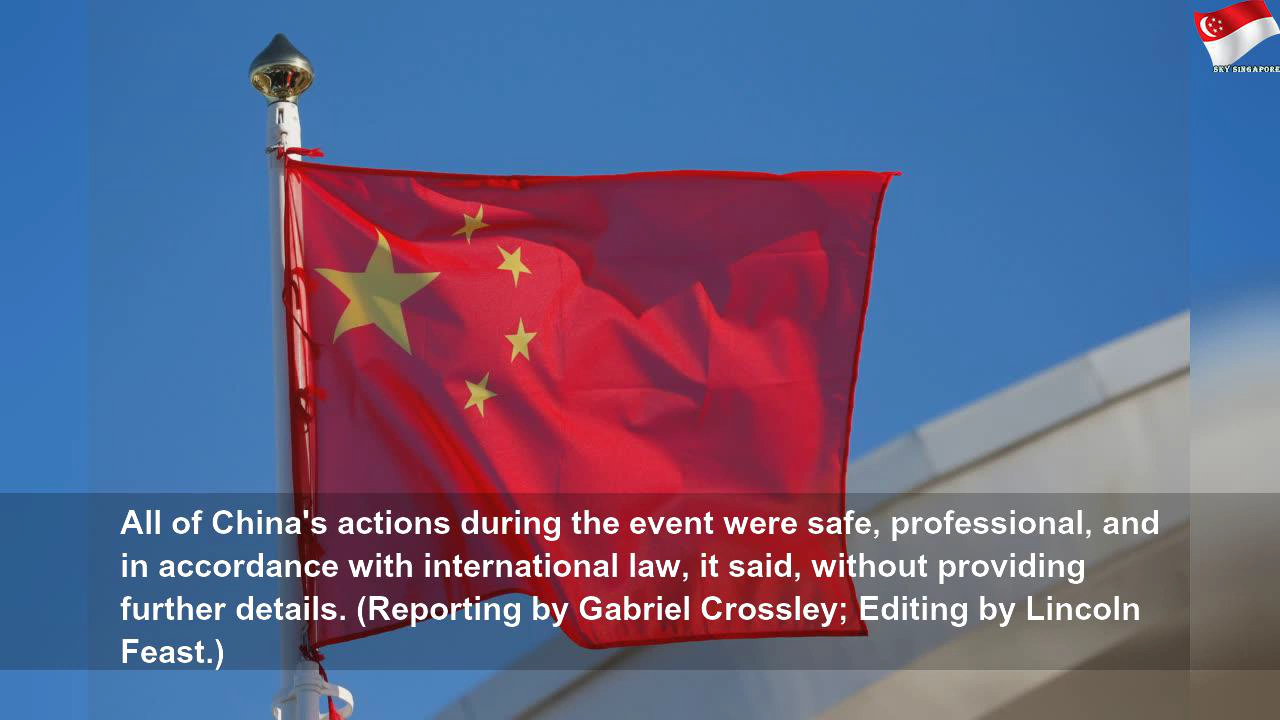 SKY SINGAPORE
All of China's actions during the event were safe, professional, and
in accordance with international law, it said, without providing
further details. (Reporting by Gabriel Crossley; Editing by Lincoln
Feast.)